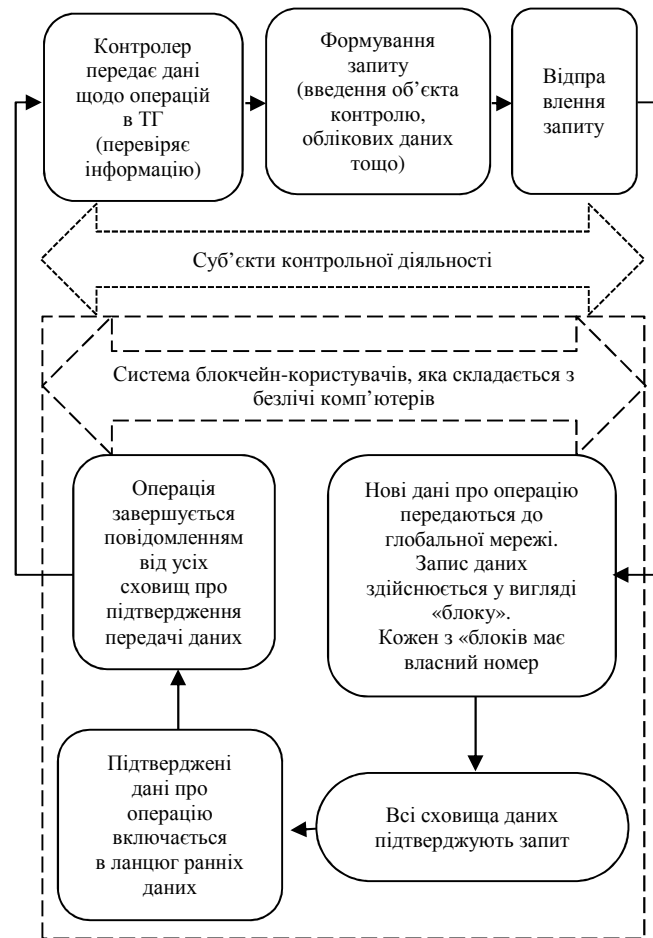 Контролер
передає дані
щодо операцій
в ТГ
(перевіряє
інформацію)
Формування
запиту
(введення об’єкта
контролю,
облікових даних
тощо)
Відпра
влення
запиту
Суб’єкти контрольної діяльності
Система блокчейн-користувачів, яка складається з
безлічі комп’ютерів
Операція
завершується
повідомленням
від усіх
сховищ про
підтвердження
передачі даних
Нові дані про операцію
передаються до
глобальної мережі.
Запис даних
здійснюється у вигляді
«блоку».
Кожен з «блоків має
власний номер
Підтверджені
дані про
операцію
включається
в ланцюг ранніх
даних
Всі сховища даних
підтверджують запит